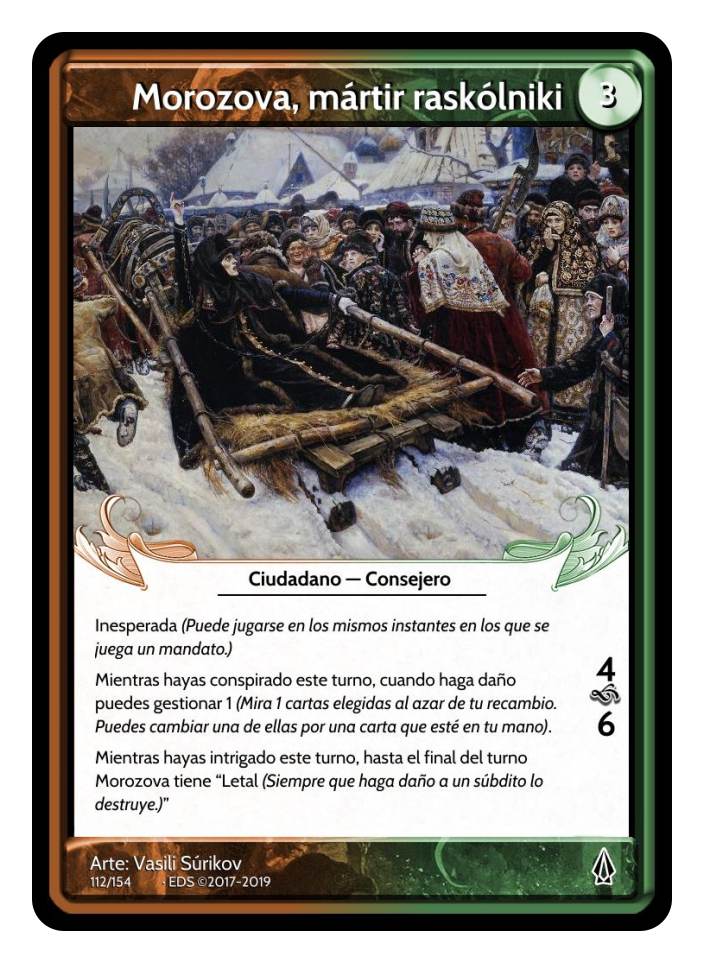 Morozova, mártir raskólniki
3
Ciudadano — Consejero
Inesperada (Puede jugarse en los mismos instantes en los que se
juega un mandato.)
Mientras hayas conspirado este turno, cuando haga daño
puedes gestionar 1 (Mira 1 cartas elegidas al azar de tu recambio.
Puedes cambiar una de ellas por una carta que esté en tu mano).
Mientras hayas intrigado este turno, hasta el final del turno
Morozova tiene “Letal (Siempre que haga daño a un súbdito lo
destruye.)”
4
6
Arte: Vasili Súrikov
112/154 · EDS ©2017-2019